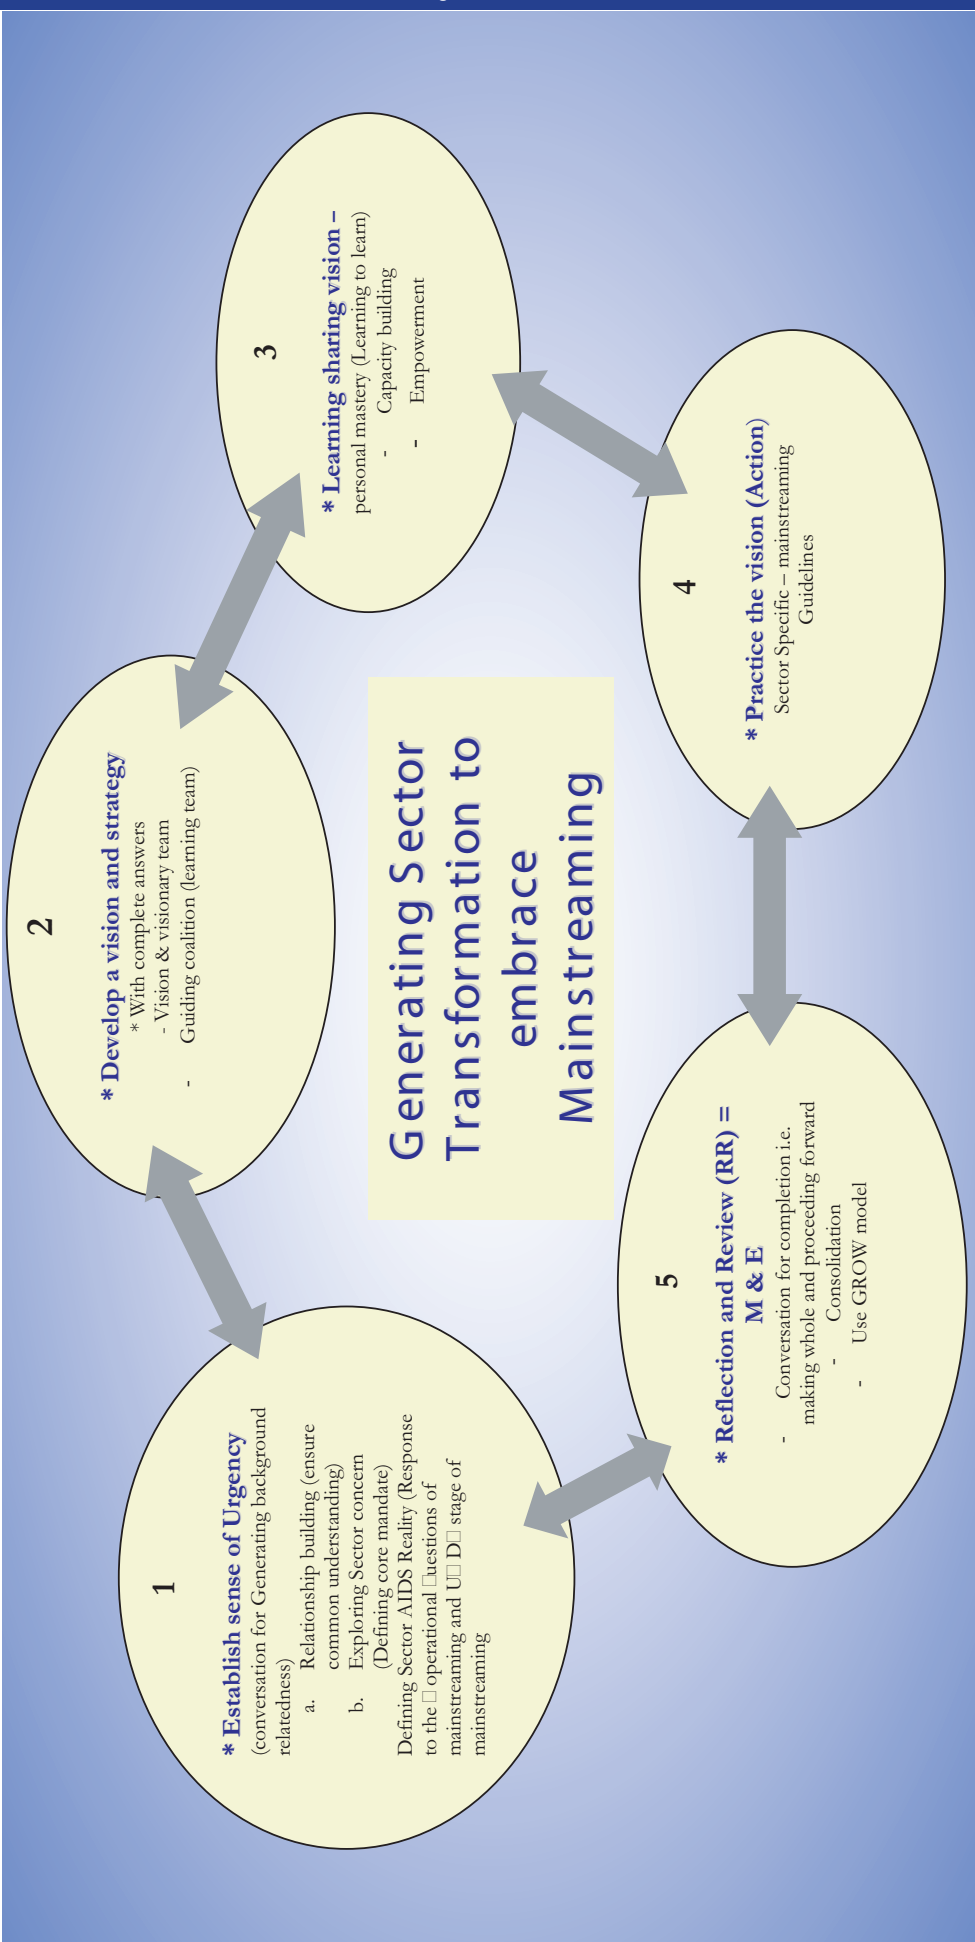 1
* Establish sense of Urgency
(conversation for Generating background
relatedness)
a. Relationship building (ensure
common understanding)
b. Exploring Sector concern
(Defining core mandate)
Defining Sector AIDS Reality (Response
to the □ operational □uestions of
mainstreaming and U□ D□ stage of
mainstreaming
2
* Develop a vision and strategy
* With complete answers
- Vision & visionary team
- Guiding coalition (learning team)
3
* Learning sharing vision –
personal mastery (Learning to learn)
- Capacity building
- Empowerment
Generating Sector
Transformation to
embrace
Mainstreaming
4
* Practice the vision (Action)
Sector Specific – mainstreaming
Guidelines
5
* Reflection and Review (RR) =
M & E
- Conversation for completion i.e.
making whole and proceeding forward
- Consolidation
- Use GROW model